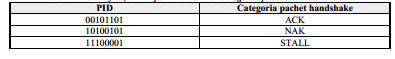 PID Categoria pachet handshake
00101101 ACK
10100101 NAK
11100001 STALL